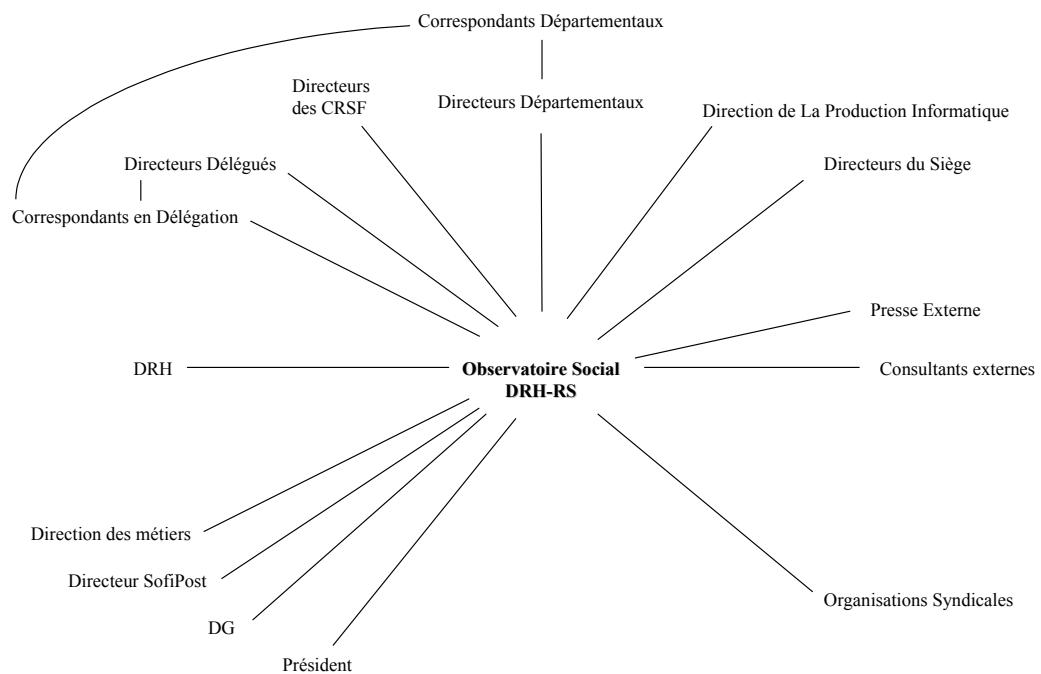 Correspondants Départementaux
Directeurs
des CRSF
Directeurs Départementaux
Direction de La Production Informatique
Directeurs Délégués
Directeurs du Siège
Correspondants en Délégation
Presse Externe
DRH
Observatoire Social
DRH-RS
Consultants externes
Direction des métiers
Directeur SofiPost
Organisations Syndicales
DG
Président